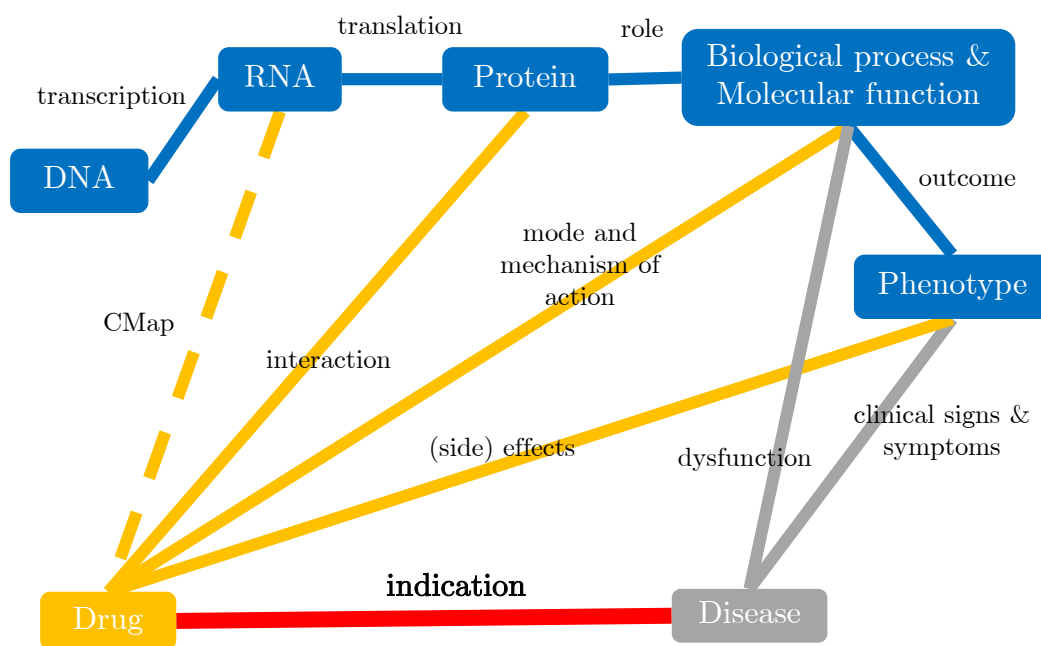 translation
role
RNA
Protein
Biological process &
Molecular function
transcription
DNA
outcome
mode and
mechanism of
action
Phenotype
CMap
interaction
clinical signs &
symptoms
(side) effects
dysfunction
indication
Drug
Disease